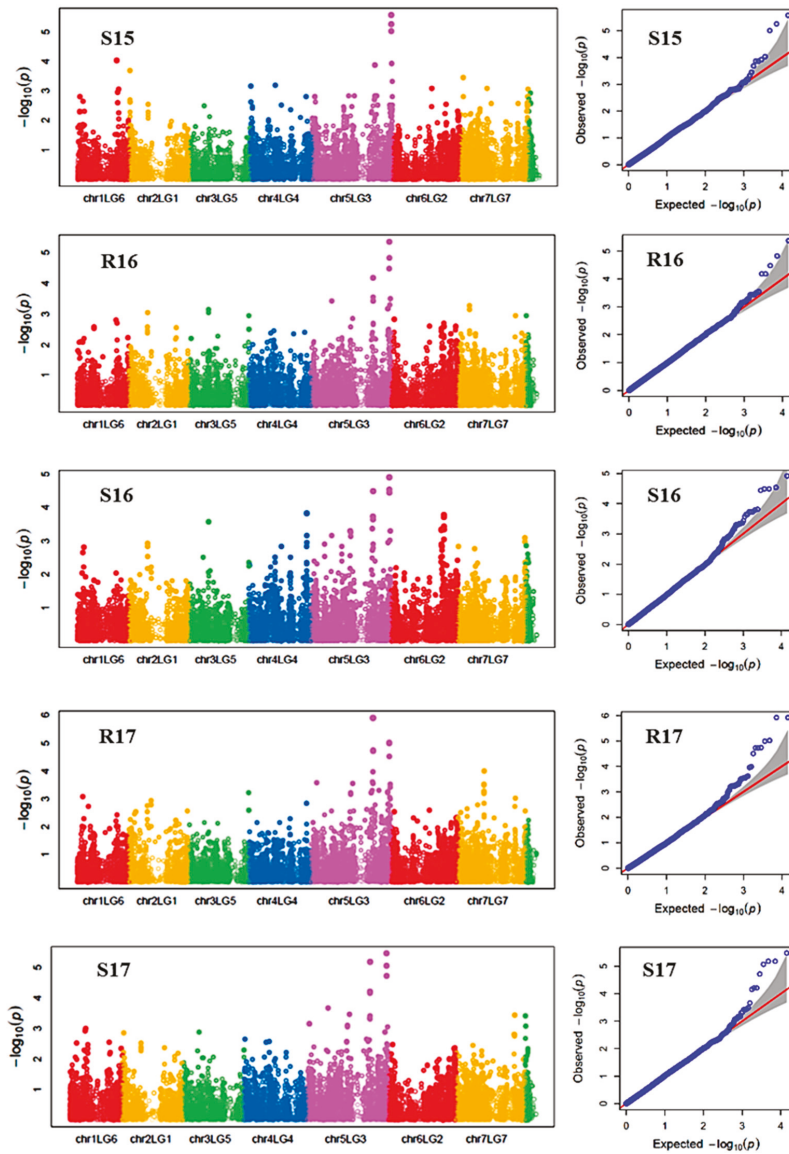 S15
−log10(p)
5
4
3
2
1
chr1LG6 chr2LG1 chr3LG5 chr4LG4 chr5LG3 chr6LG2 chr7LG7
S15
Observed −log10(p)
5
4
3
2
1
0
0 1 2 3 4
Expected −log10(p)
R16
−log10(p)
5
4
3
2
1
chr1LG6 chr2LG1 chr3LG5 chr4LG4 chr5LG3 chr6LG2 chr7LG7
R16
Observed −log10(p)
5
4
3
2
1
0
0 1 2 3 4
Expected −log10(p)
S16
−log10(p)
5
4
3
2
1
chr1LG6 chr2LG1 chr3LG5 chr4LG4 chr5LG3 chr6LG2 chr7LG7
S16
Observed −log10(p)
5
4
3
2
1
0
0 1 2 3 4
Expected −log10(p)
R17
−log10(p)
6
5
4
3
2
1
chr1LG6 chr2LG1 chr3LG5 chr4LG4 chr5LG3 chr6LG2 chr7LG7
R17
Observed −log10(p)
6
5
4
3
2
1
0
0 1 2 3 4
Expected −log10(p)
S17
−log10(p)
5
4
3
2
1
chr1LG6 chr2LG1 chr3LG5 chr4LG4 chr5LG3 chr6LG2 chr7LG7
S17
Observed −log10(p)
5
4
3
2
1
0
0 1 2 3 4
Expected −log10(p)